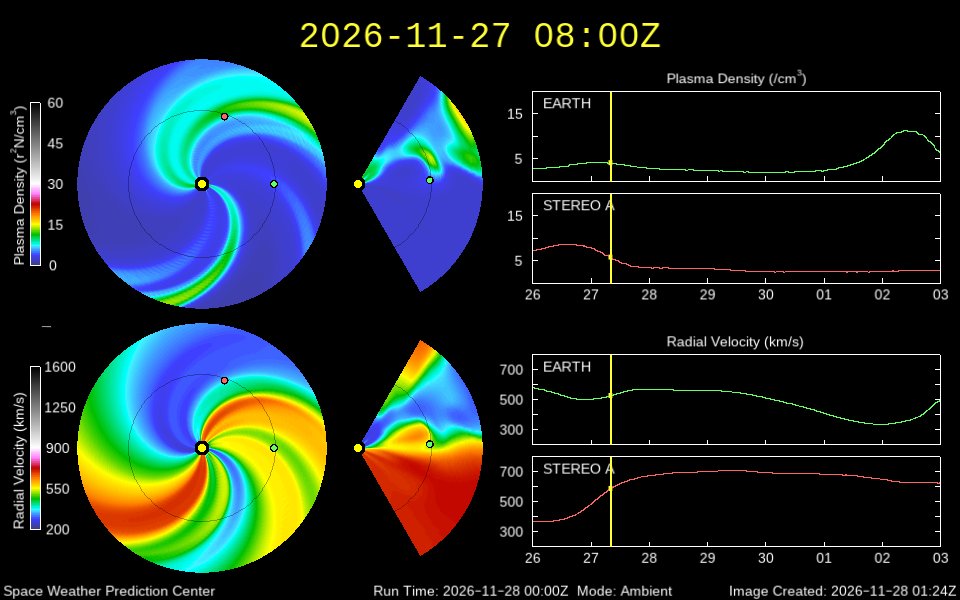 2026-11-27 08:00Z
Plasma Density (r²N/cm³)
60
45
30
15
0
Plasma Density (/cm³)
EARTH
15
5
STEREO A
15
5
26 27 28 29 30 01 02 03
Radial Velocity (km/s)
1600
1250
900
550
200
Radial Velocity (km/s)
EARTH
700
500
300
STEREO A
700
500
300
26 27 28 29 30 01 02 03
Space Weather Prediction Center Run Time: 2026-11-28 00:00Z Mode: Ambient Image Created: 2026-11-28 01:24Z